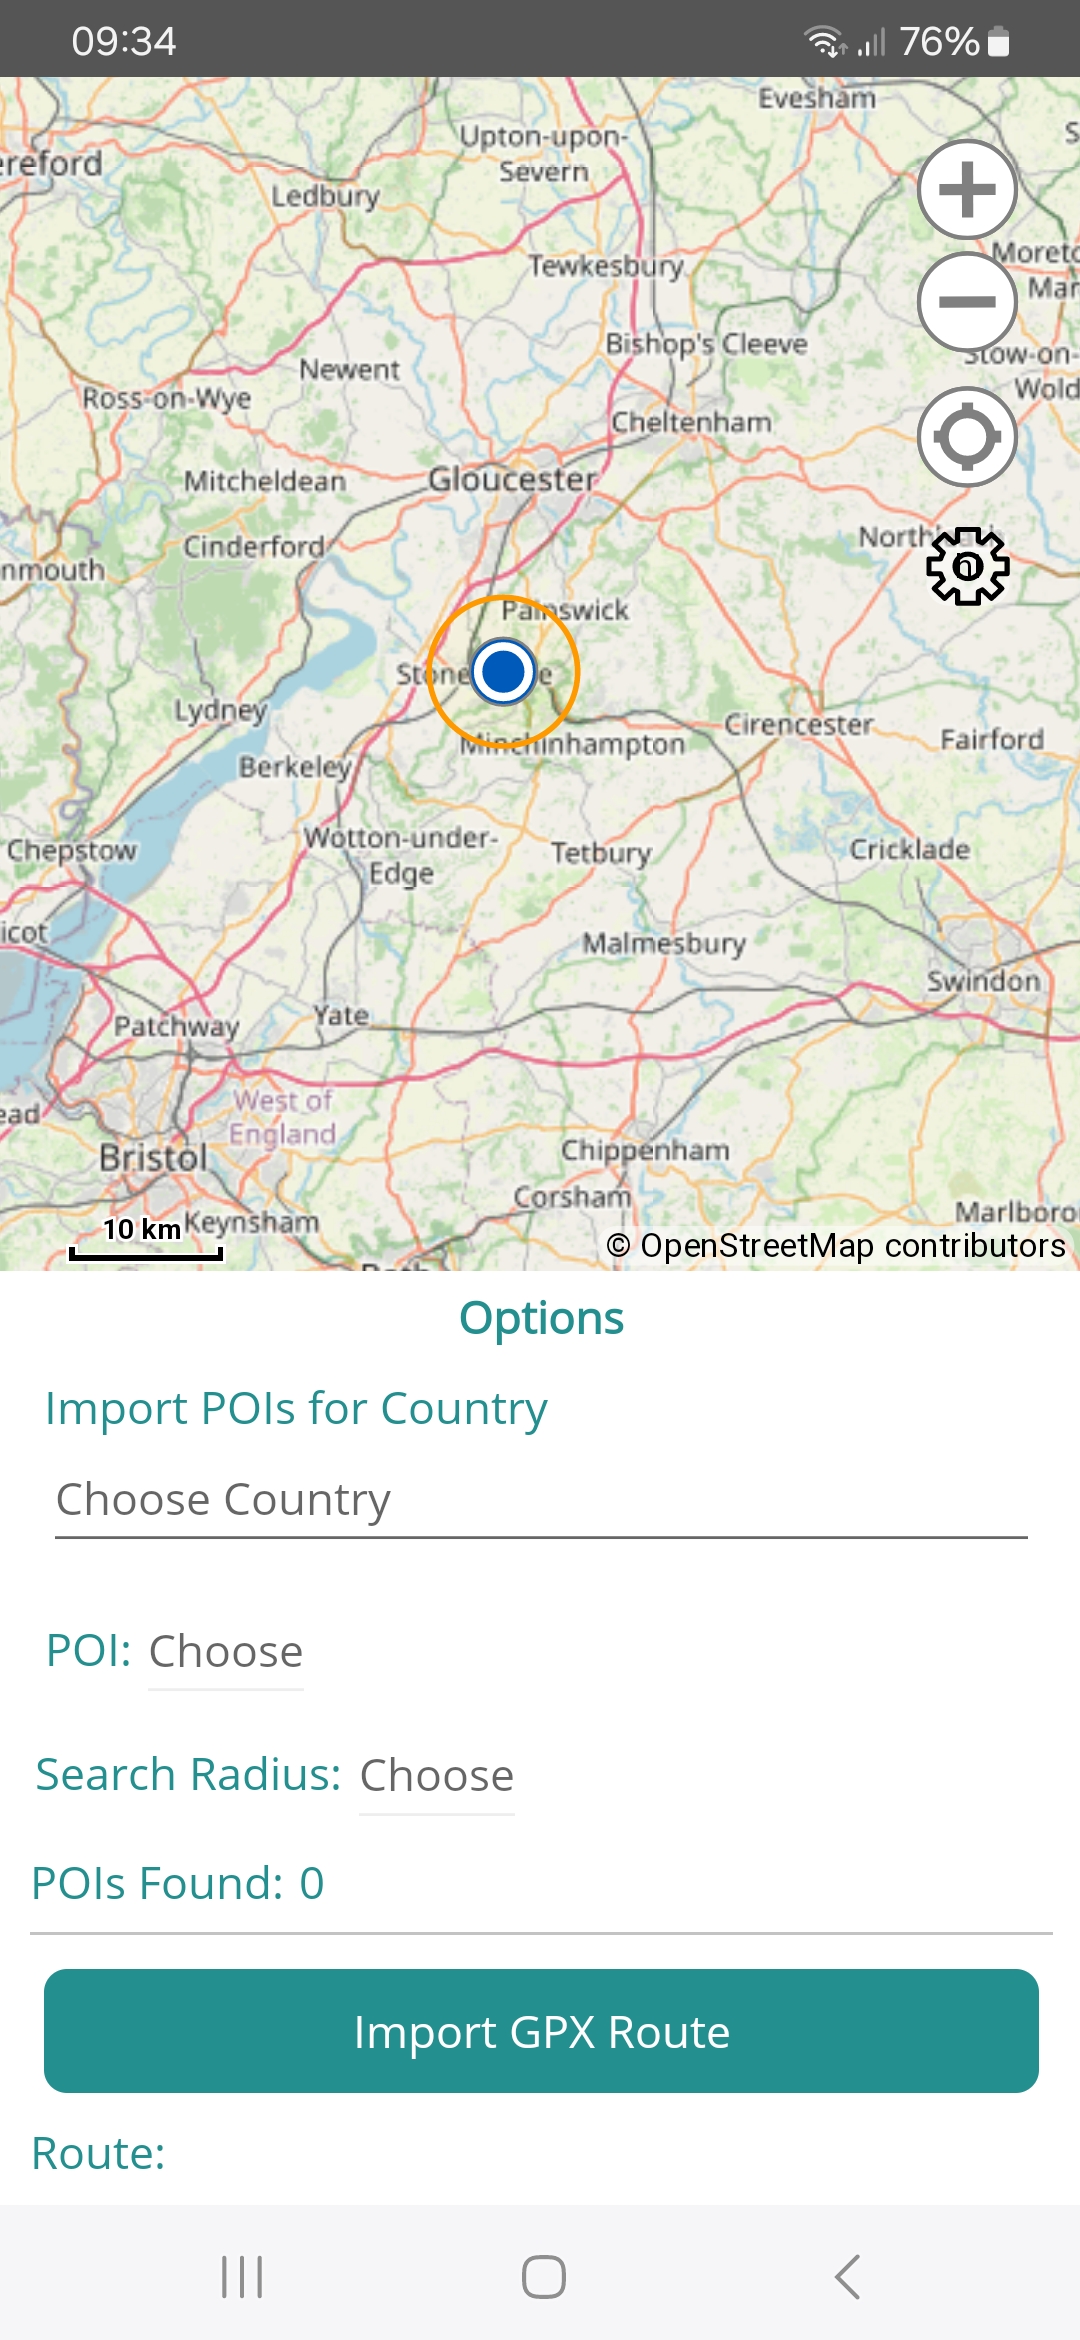 09:34
76%
Evesham
Upton-upon-
Severn
ereford
Ledbury
Tewkesbury
Moreto
Mar
Bishop's Cleeve
Stow-on-
Wold
Newent
Ross-on-Wye
Cheltenham
Mitcheldean
Gloucester
Cinderford
nmouth
Painswick
Lydney
Cirencester
Fairford
Minchinhampton
Berkeley
Wotton-under-
Edge
Tetbury
Cricklade
Chepstow
icot
Malmesbury
Swindon
Yate
Patchway
West of
England
ead
Bristol
Chippenham
Corsham
Marlboro
10 km
Keynsham
© OpenStreetMap contributors
Options
Import POIs for Country
Choose Country
POI: Choose
Search Radius: Choose
POIs Found: 0
Import GPX Route
Route: